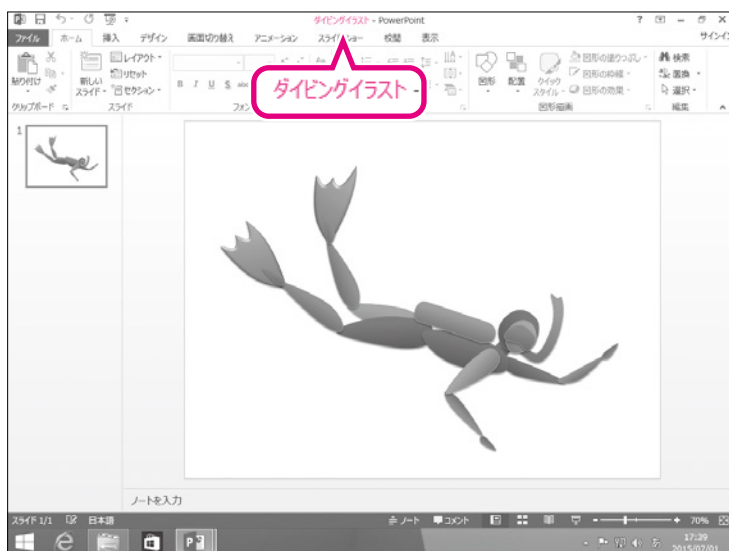 ダイビングイラスト - PowerPoint
ファイル ホーム 挿入 デザイン 画面切り替え アニメーション スライドショー 校閲 表示 サインイン
貼り付け 新しいスライド レイアウト リセット セクション 図形 配置 クイックスタイル 図形の塗りつぶし 図形の枠線 図形の効果 検索 置換 選択
B I U S abc
クリップボード スライド 図形描画 編集
ダイビングイラスト -
1
ノートを入力
スライド 1/1 日本語 ノート コメント 70%
17:39
2015/07/01